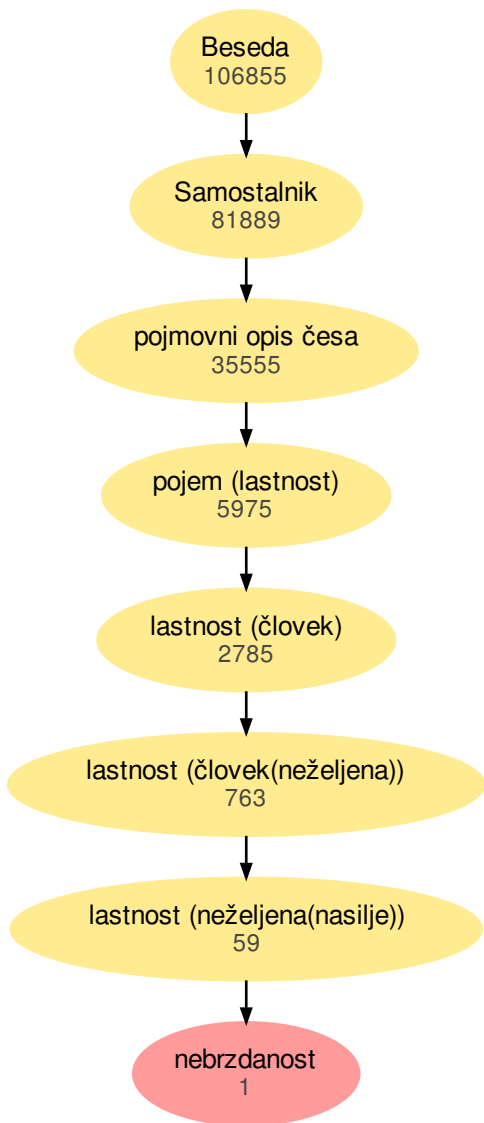 Beseda
106855
Samostalnik
81889
pojmovni opis česa
35555
pojem (lastnost)
5975
lastnost (človek)
2785
lastnost (človek(neželjena))
763
lastnost (neželjena(nasilje))
59
nebrzdanost
1